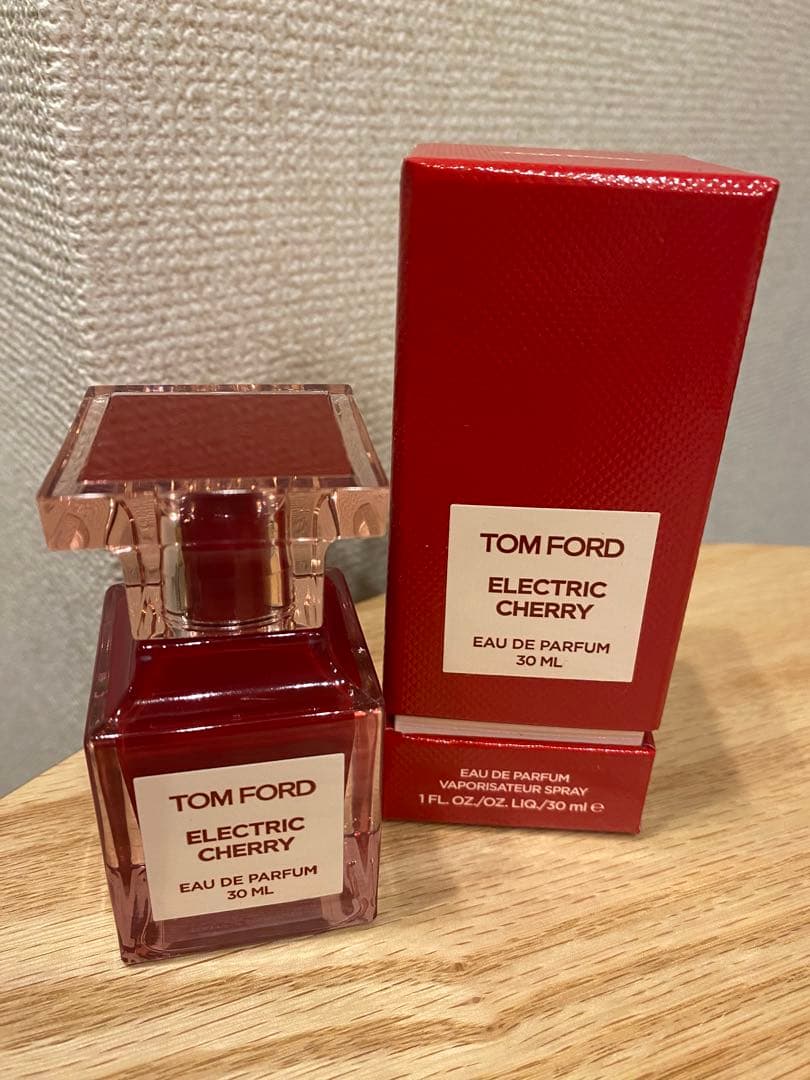 TOM FORD
ELECTRIC
CHERRY
EAU DE PARFUM
30 ML
EAU DE PARFUM
VAPORISATEUR SPRAY
1 FL. OZ./OZ. LIQ./30 ml ℮
TOM FORD
ELECTRIC
CHERRY
EAU DE PARFUM
30 ML